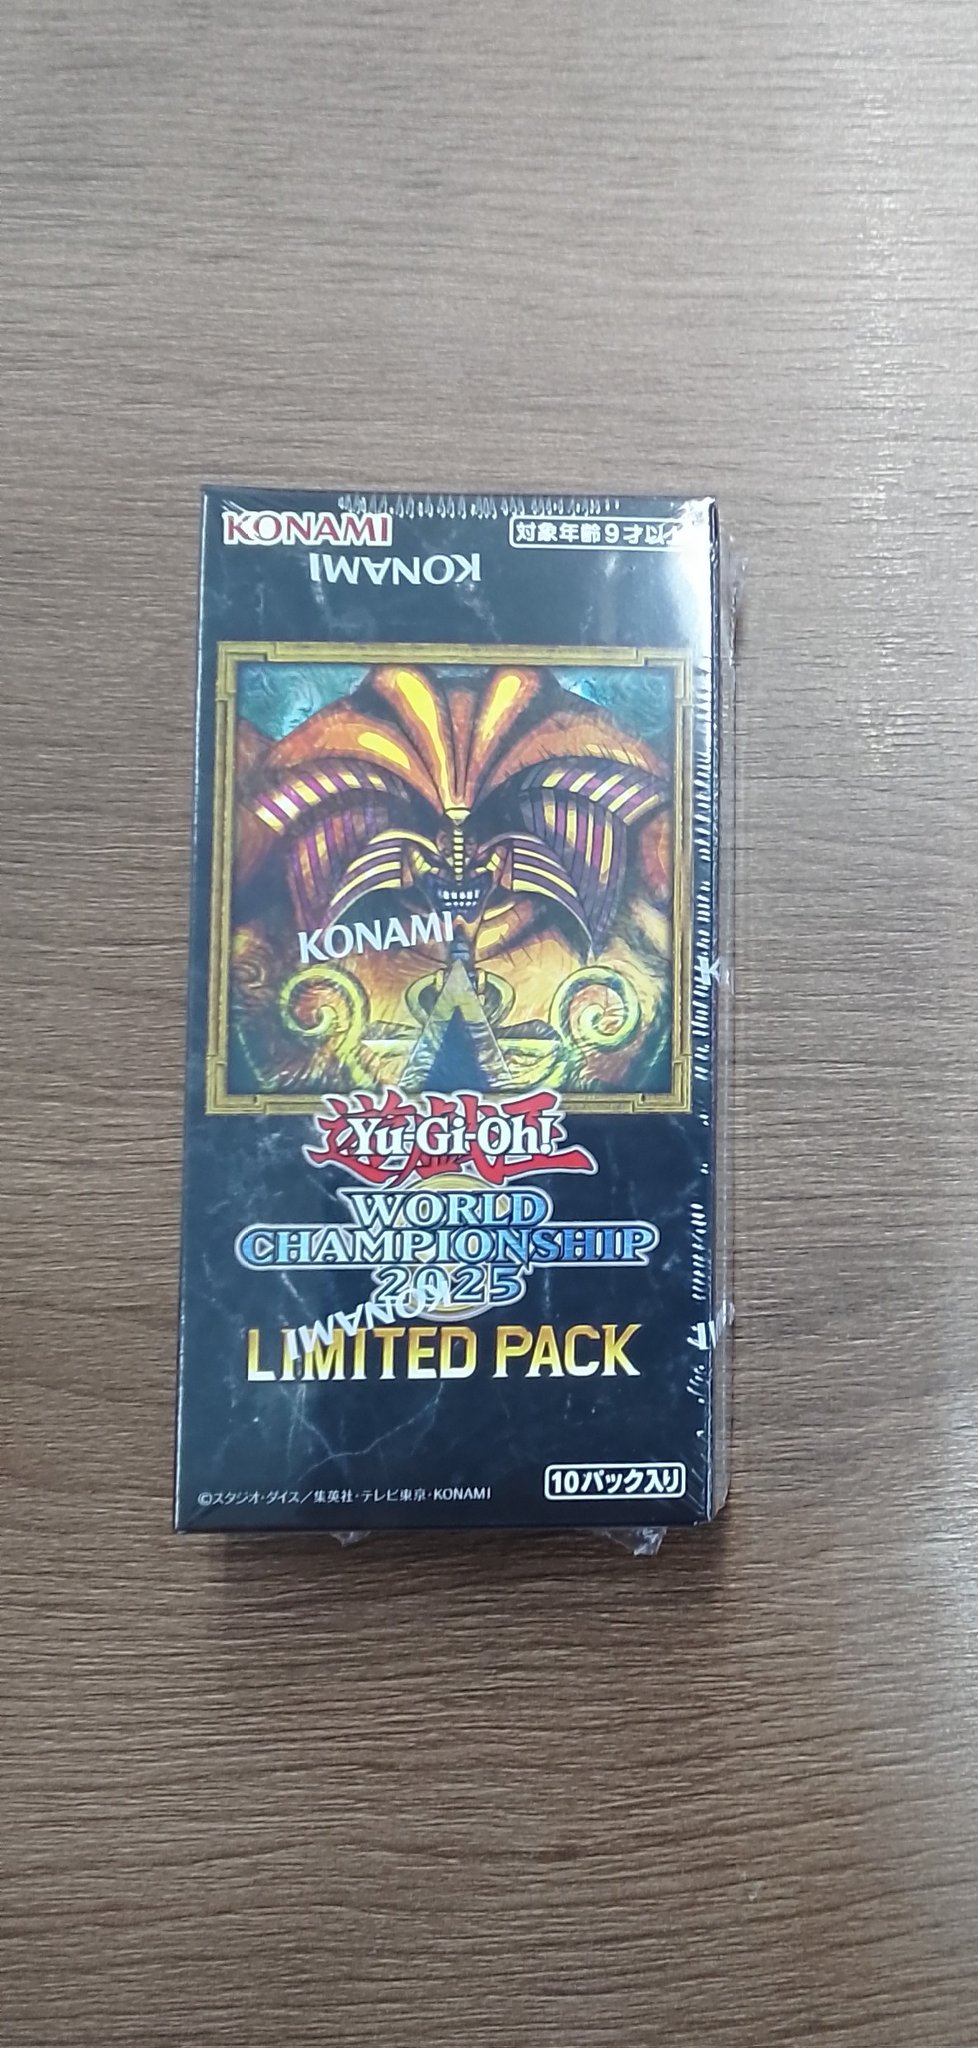 KONAMI
対象年齢9才以
KONAMI
KONAMI
遊戯王
Yu-Gi-Oh!
WORLD
CHAMPIONSHIP
2025
KONAMI
LIMITED PACK
10パック入り
©スタジオ・ダイス/集英社・テレビ東京・KONAMI